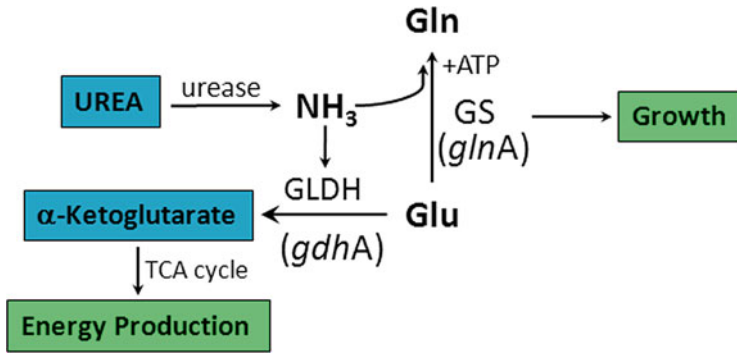 Gln
+ATP
UREA
urease
NH₃
GS
(glnA)
Growth
GLDH
α-Ketoglutarate
Glu
(gdhA)
TCA cycle
Energy Production